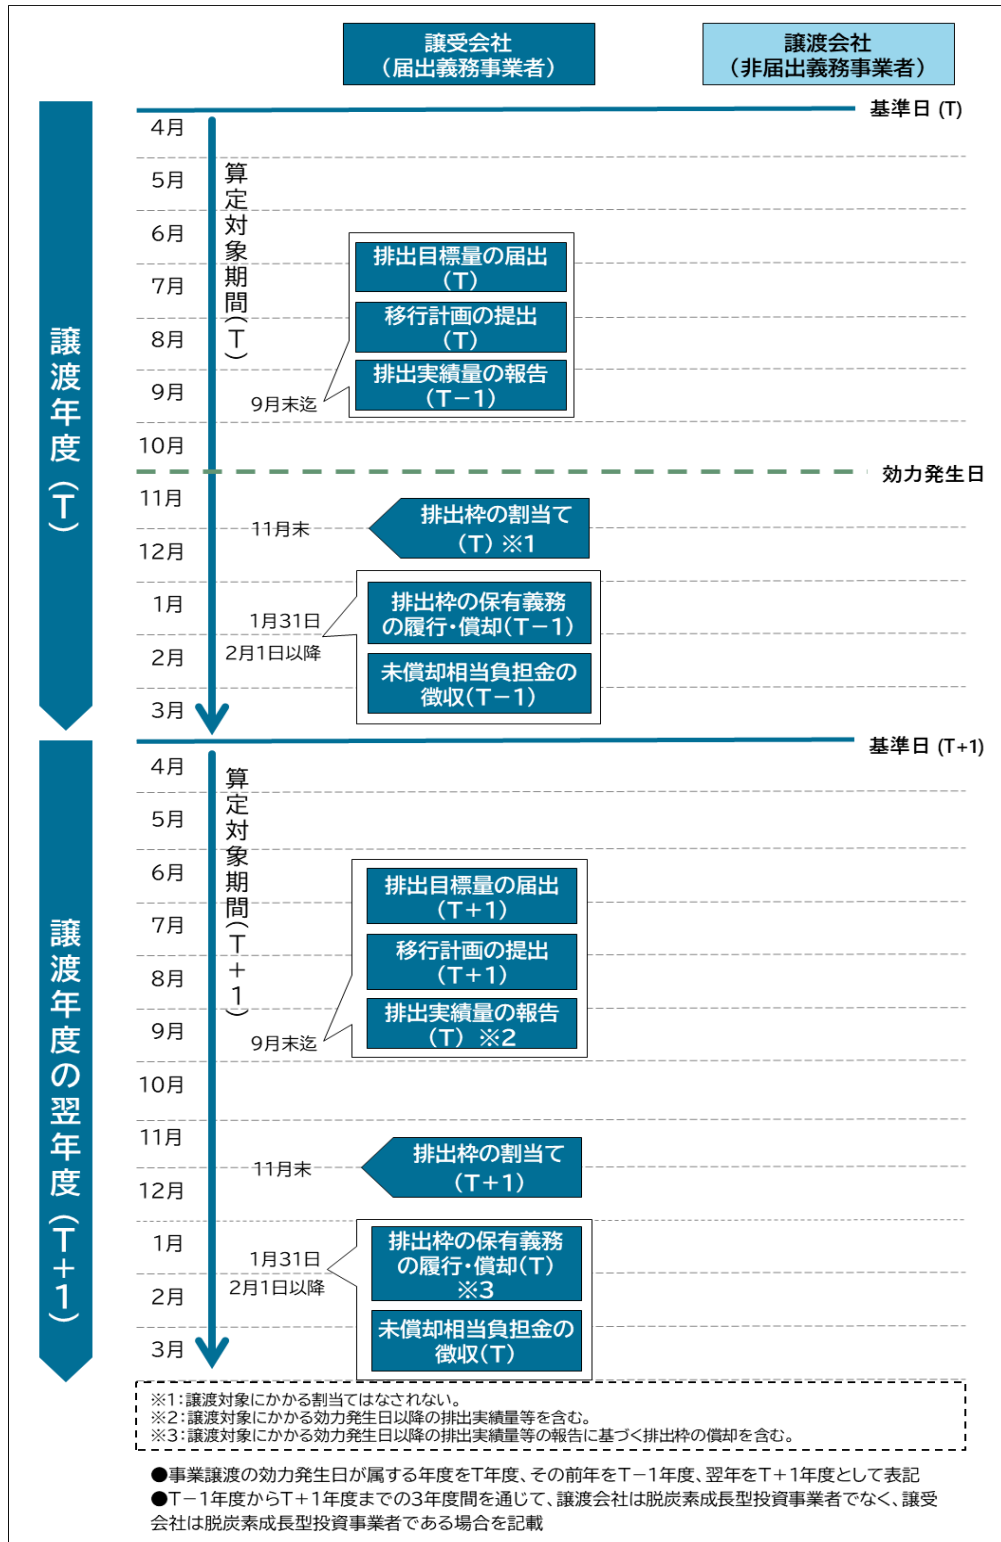 譲受会社
（届出義務事業者）
譲渡会社
（非届出義務事業者）
基準日 (T)
譲渡年度（T）
算定対象期間（T）
4月
5月
6月
排出目標量の届出
（T）
7月
移行計画の提出
（T）
8月
排出実績量の報告
（T－1）
9月
9月末迄
10月
効力発生日
11月
11月末
排出枠の割当て
（T）※1
12月
1月
排出枠の保有義務
の履行・償却(T－1)
1月31日
2月1日以降
2月
未償却相当負担金の
徴収(T－1)
3月
基準日 (T+1)
譲渡年度の翌年度（T＋1）
算定対象期間（T＋1）
4月
5月
6月
排出目標量の届出
（T＋1）
7月
移行計画の提出
（T＋1）
8月
排出実績量の報告
（T）※2
9月
9月末迄
10月
11月
11月末
排出枠の割当て
（T＋1）
12月
1月
排出枠の保有義務
の履行・償却(T)
※3
1月31日
2月1日以降
2月
未償却相当負担金の
徴収(T)
3月
※1：譲渡対象にかかる割当てはなされない。
※2：譲渡対象にかかる効力発生日以降の排出実績量等を含む。
※3：譲渡対象にかかる効力発生日以降の排出実績量等の報告に基づく排出枠の償却を含む。
●事業譲渡の効力発生日が属する年度をT年度、その前年をT－1年度、翌年をT＋1年度として表記
●T－1年度からT＋1年度までの3年度間を通じて、譲渡会社は脱炭素成長型投資事業者でなく、譲受
会社は脱炭素成長型投資事業者である場合を記載